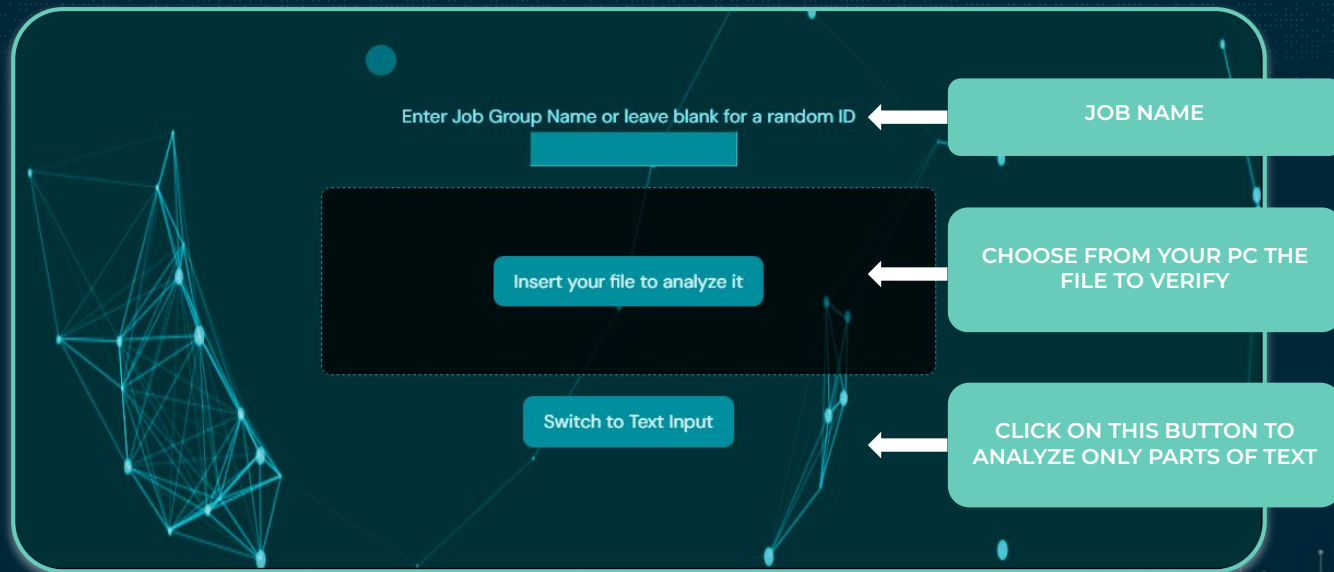 Enter Job Group Name or leave blank for a random ID
JOB NAME
Insert your file to analyze it
CHOOSE FROM YOUR PC THE
FILE TO VERIFY
Switch to Text Input
CLICK ON THIS BUTTON TO
ANALYZE ONLY PARTS OF TEXT